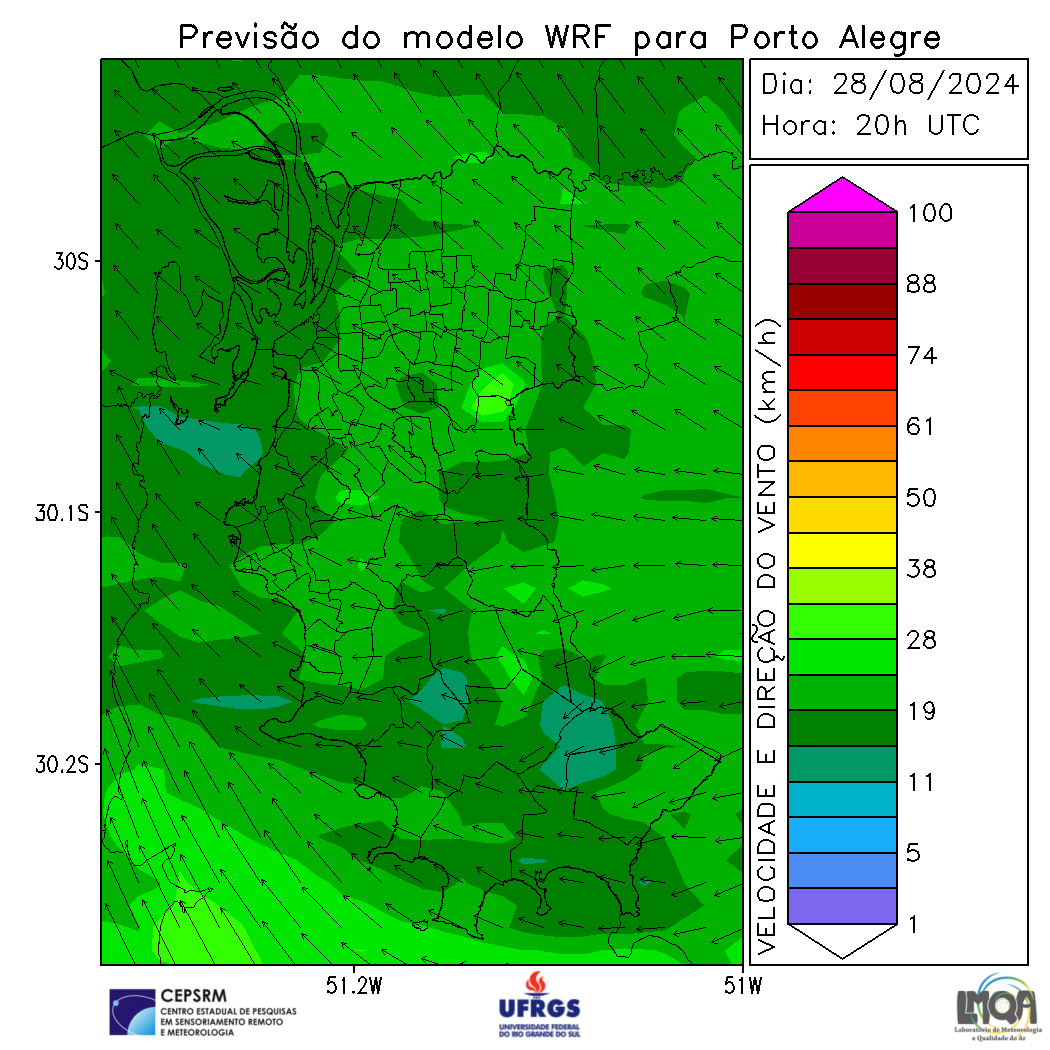 Previsão do modelo WRF para Porto Alegre
Dia: 28/08/2024
Hora: 20h UTC
30S
30.1S
30.2S
51.2W
51W
VELOCIDADE E DIREÇÃO DO VENTO (km/h)
100
88
74
61
50
38
28
19
11
5
1
CEPSRM
CENTRO ESTADUAL DE PESQUISAS
EM SENSORIAMENTO REMOTO
E METEOROLOGIA
UFRGS
UNIVERSIDADE FEDERAL
DO RIO GRANDE DO SUL
LMQA
Laboratório de Meteorologia
e Qualidade do Ar